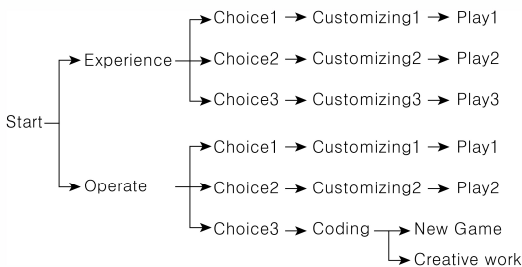 Choice1 Customizing1 Play1
Experience Choice2 Customizing2 Play2
Choice3 Customizing3 Play3
Start
Choice1 Customizing1 Play1
Operate Choice2 Customizing2 Play2
Choice3 Coding New Game
Creative work